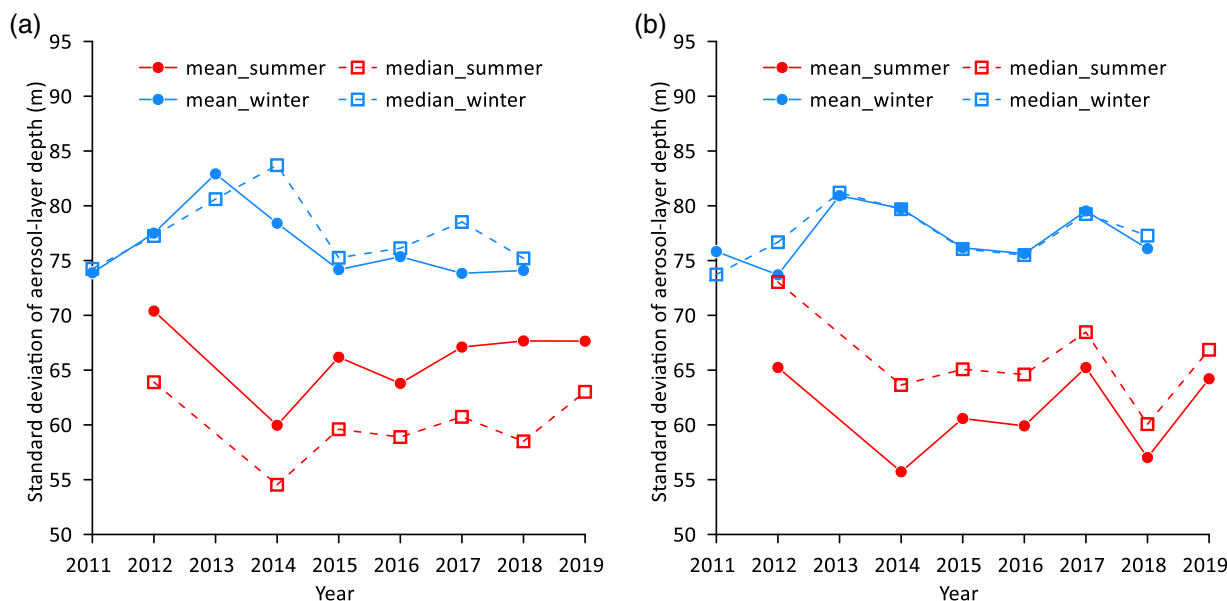 (a)
Standard deviation of aerosol-layer depth (m)
95
90
85
80
75
70
65
60
55
50
mean_summer median_summer
mean_winter median_winter
2011 2012 2013 2014 2015 2016 2017 2018 2019
Year
(b)
Standard deviation of aerosol-layer depth (m)
95
90
85
80
75
70
65
60
55
50
mean_summer median_summer
mean_winter median_winter
2011 2012 2013 2014 2015 2016 2017 2018 2019
Year